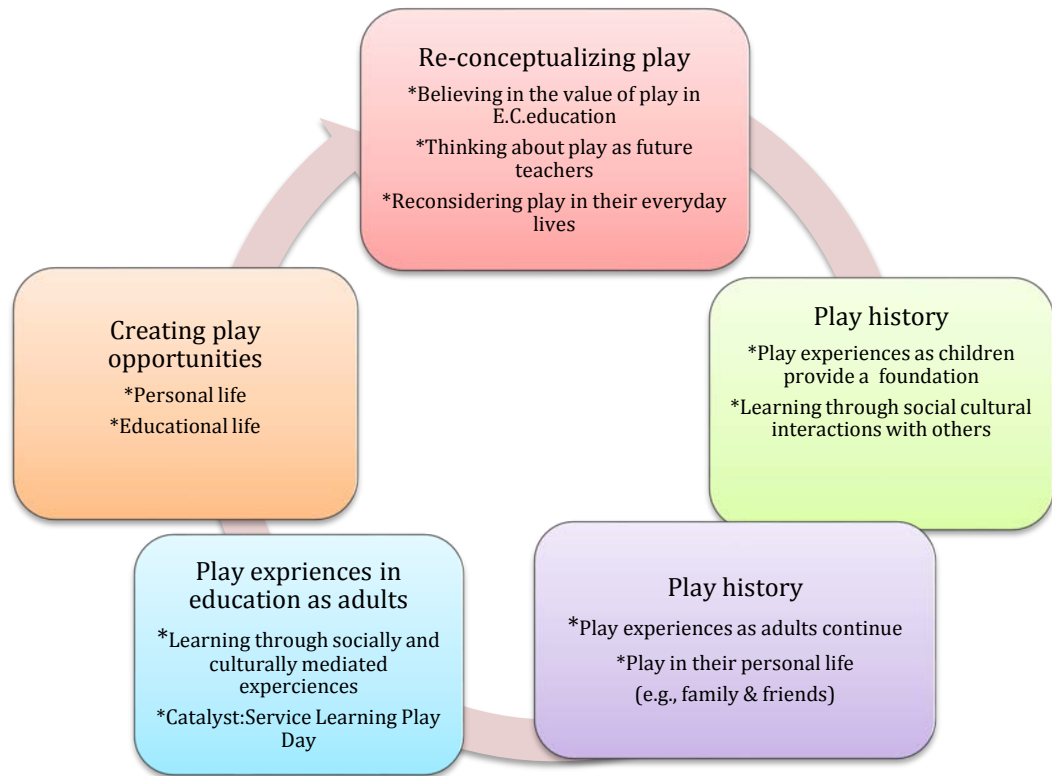 Re-conceptualizing play
*Believing in the value of play in
E.C.education
*Thinking about play as future
teachers
*Reconsidering play in their everyday
lives
Play history
*Play experiences as children
provide a foundation
*Learning through social cultural
interactions with others
Play history
*Play experiences as adults continue
*Play in their personal life
(e.g., family & friends)
Play expriences in
education as adults
*Learning through socially and
culturally mediated
experciences
*Catalyst:Service Learning Play
Day
Creating play
opportunities
*Personal life
*Educational life